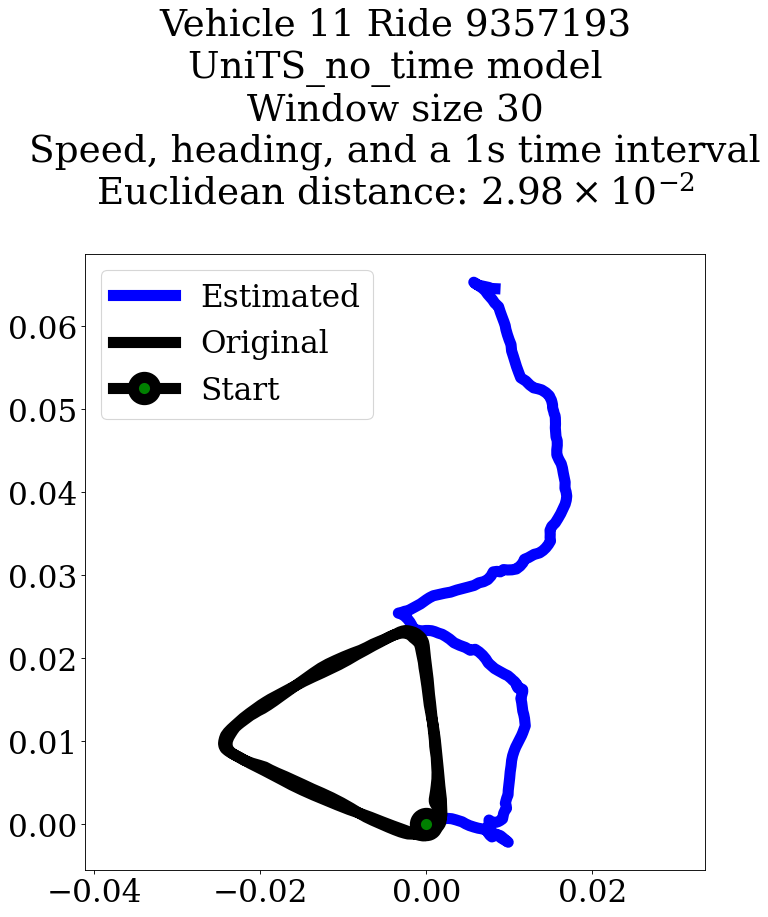 Vehicle 11 Ride 9357193
UniTS_no_time model
Window size 30
Speed, heading, and a 1s time interval
Euclidean distance: 2.98 × 10⁻²
Estimated
Original
Start
0.06
0.05
0.04
0.03
0.02
0.01
0.00
−0.04 −0.02 0.00 0.02